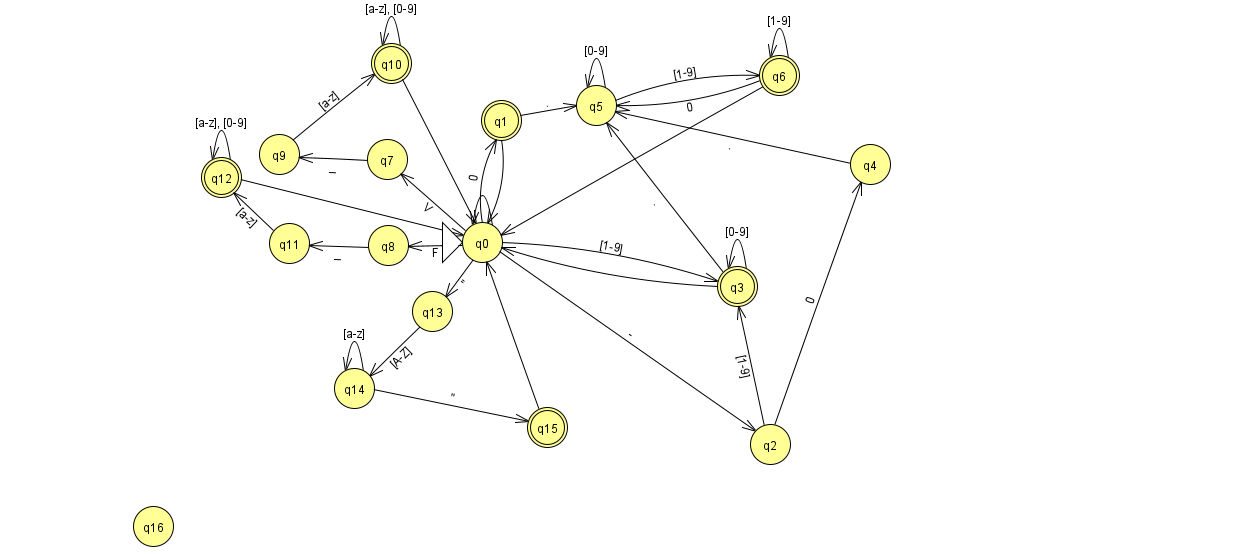 [a-z], [0-9]
q10
[1-9]
q6
[0-9]
[1-9]
q5
0
[a-z]
.
q1
[a-z], [0-9]
q12
q9
q7
_
q4
.
0
V
.
[a-z]
q11
q8
F
_
q0
[1-9]
[0-9]
q3
"
q13
0
-
[a-z]
[A-Z]
[1-9]
q14
"
q15
q2
q16